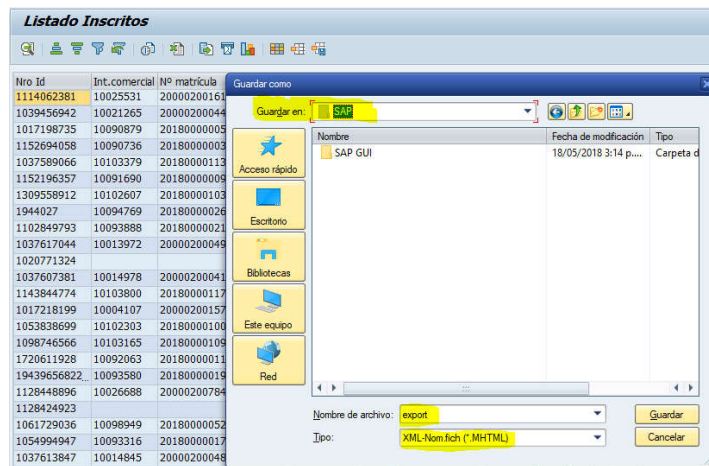 Listado Inscritos
Nro Id Int.comercial Nº matrícula
1114062381 10025531 20000200161
1039456942 10021265 20000200044
1017198735 10090879 20180000005
1152694058 10090736 20180000003
1037589066 10103379 20180000113
1152196357 10091690 20180000009
1309558912 10102607 20180000103
1944027 10094769 20180000026
1102849793 10093888 20180000021
1037617044 10013972 20000200049
1020771324
1037607381 10014978 20000200041
1143844774 10103800 20180000117
1017218199 10004107 20000200157
1053838699 10102303 20180000100
1098746566 10103165 20180000109
1720611928 10092063 20180000011
19439656822... 10093580 20180000019
1128448896 10026688 20000200784
1128424923
1061729036 10098949 20180000052
1054994947 10093316 20180000017
1037613847 10014845 20000200048
Guardar como
Guardar en: SAP
Acceso rápido
Escritorio
Bibliotecas
Este equipo
Red
Nombre Fecha de modificación Tipo
SAP GUI 18/05/2018 3:14 p.... Carpeta d
Nombre de archivo: export Guardar
Tipo: XML-Nom.fich (*.MHTML) Cancelar